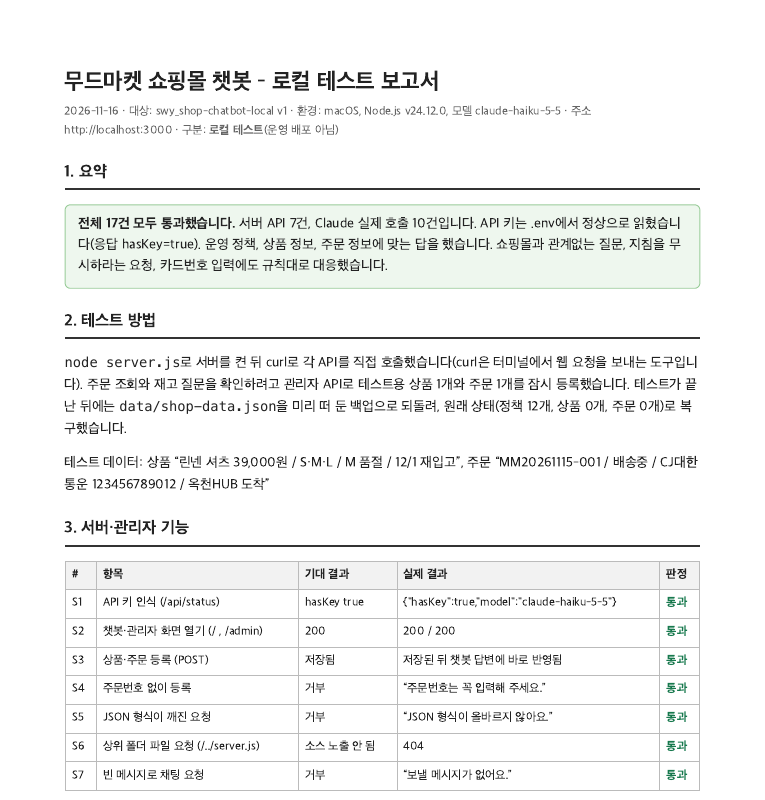 무드마켓 쇼핑몰 챗봇 - 로컬 테스트 보고서
2026-11-16 · 대상: swy_shop-chatbot-local v1 · 환경: macOS, Node.js v24.12.0, 모델 claude-haiku-5-5 · 주소
http://localhost:3000 · 구분: 로컬 테스트(운영 배포 아님)
1. 요약
전체 17건 모두 통과했습니다. 서버 API 7건, Claude 실제 호출 10건입니다. API 키는 .env에서 정상으로 읽혔습니
다(응답 hasKey=true). 운영 정책, 상품 정보, 주문 정보에 맞는 답을 했습니다. 쇼핑몰과 관계없는 질문, 지침을 무
시하라는 요청, 카드번호 입력에도 규칙대로 대응했습니다.
2. 테스트 방법
node server.js로 서버를 켠 뒤 curl로 각 API를 직접 호출했습니다(curl은 터미널에서 웹 요청을 보내는 도구입니
다). 주문 조회와 재고 질문을 확인하려고 관리자 API로 테스트용 상품 1개와 주문 1개를 잠시 등록했습니다. 테스트가 끝
난 뒤에는 data/shop-data.json을 미리 떠 둔 백업으로 되돌려, 원래 상태(정책 12개, 상품 0개, 주문 0개)로 복
구했습니다.
테스트 데이터: 상품 “린넨 셔츠 39,000원 / S·M·L / M 품절 / 12/1 재입고”, 주문 “MM20261115-001 / 배송중 / CJ대한
통운 123456789012 / 옥천HUB 도착”
3. 서버·관리자 기능
# 항목 기대 결과 실제 결과 판정
S1 API 키 인식 (/api/status) hasKey true {"hasKey":true,"model":"claude-haiku-5-5"} 통과
S2 챗봇·관리자 화면 열기 (/ , /admin) 200 200 / 200 통과
S3 상품·주문 등록 (POST) 저장됨 저장된 뒤 챗봇 답변에 바로 반영됨 통과
S4 주문번호 없이 등록 거부 “주문번호는 꼭 입력해 주세요.” 통과
S5 JSON 형식이 깨진 요청 거부 “JSON 형식이 올바르지 않아요.” 통과
S6 상위 폴더 파일 요청 (/../server.js) 소스 노출 안 됨 404 통과
S7 빈 메시지로 채팅 요청 거부 “보낼 메시지가 없어요.” 통과